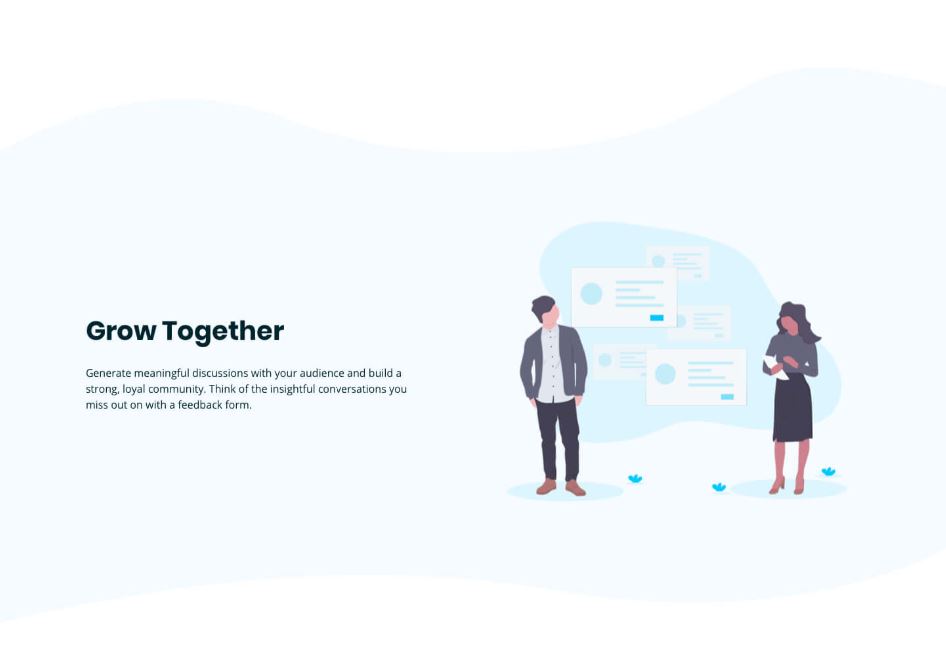 Grow Together
Generate meaningful discussions with your audience and build a
strong, loyal community. Think of the insightful conversations you
miss out on with a feedback form.